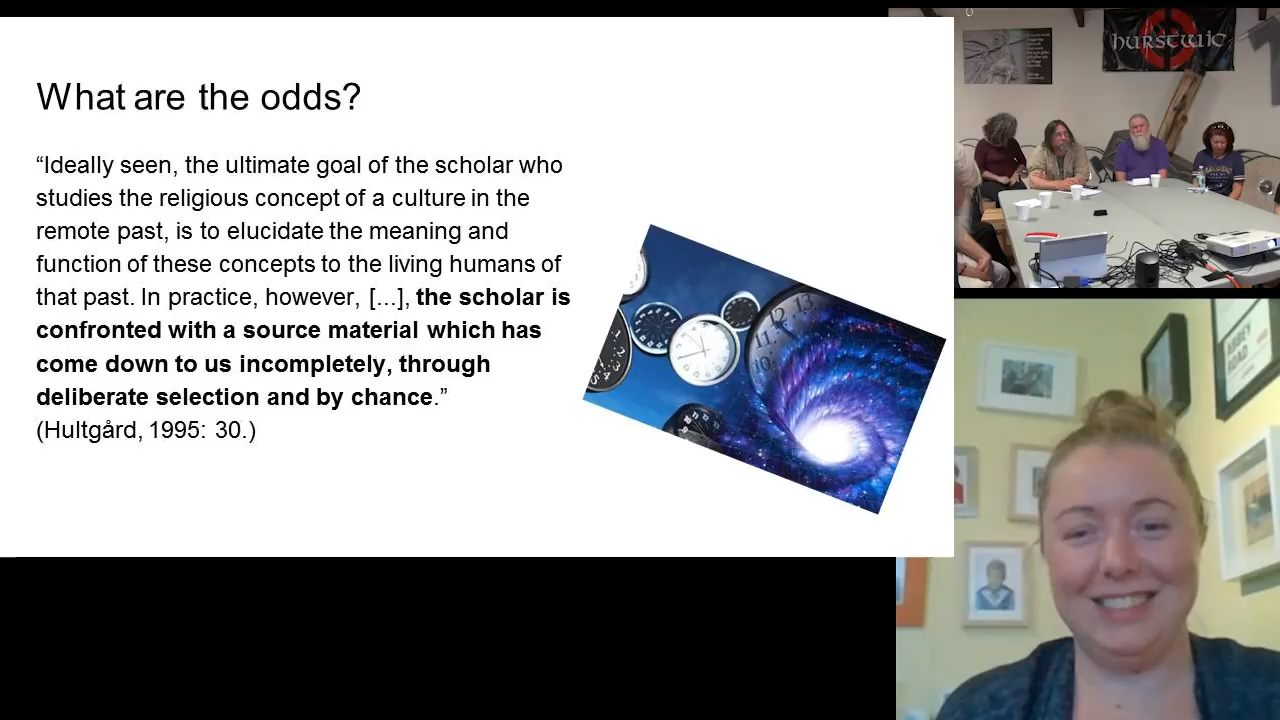 What are the odds?
“Ideally seen, the ultimate goal of the scholar who
studies the religious concept of a culture in the
remote past, is to elucidate the meaning and
function of these concepts to the living humans of
that past. In practice, however, [...], the scholar is
confronted with a source material which has
come down to us incompletely, through
deliberate selection and by chance.”
(Hultgård, 1995: 30.)
12
11
10
hurstwic
ABBEY
ROAD